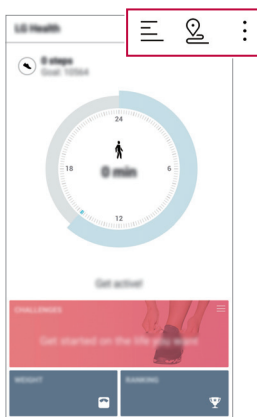 LG Health
0 steps
Goal: 10564
24
18
6
0 min
12
Get active!
CHALLENGES
Get started on the life you want
WEIGHT
RANKING